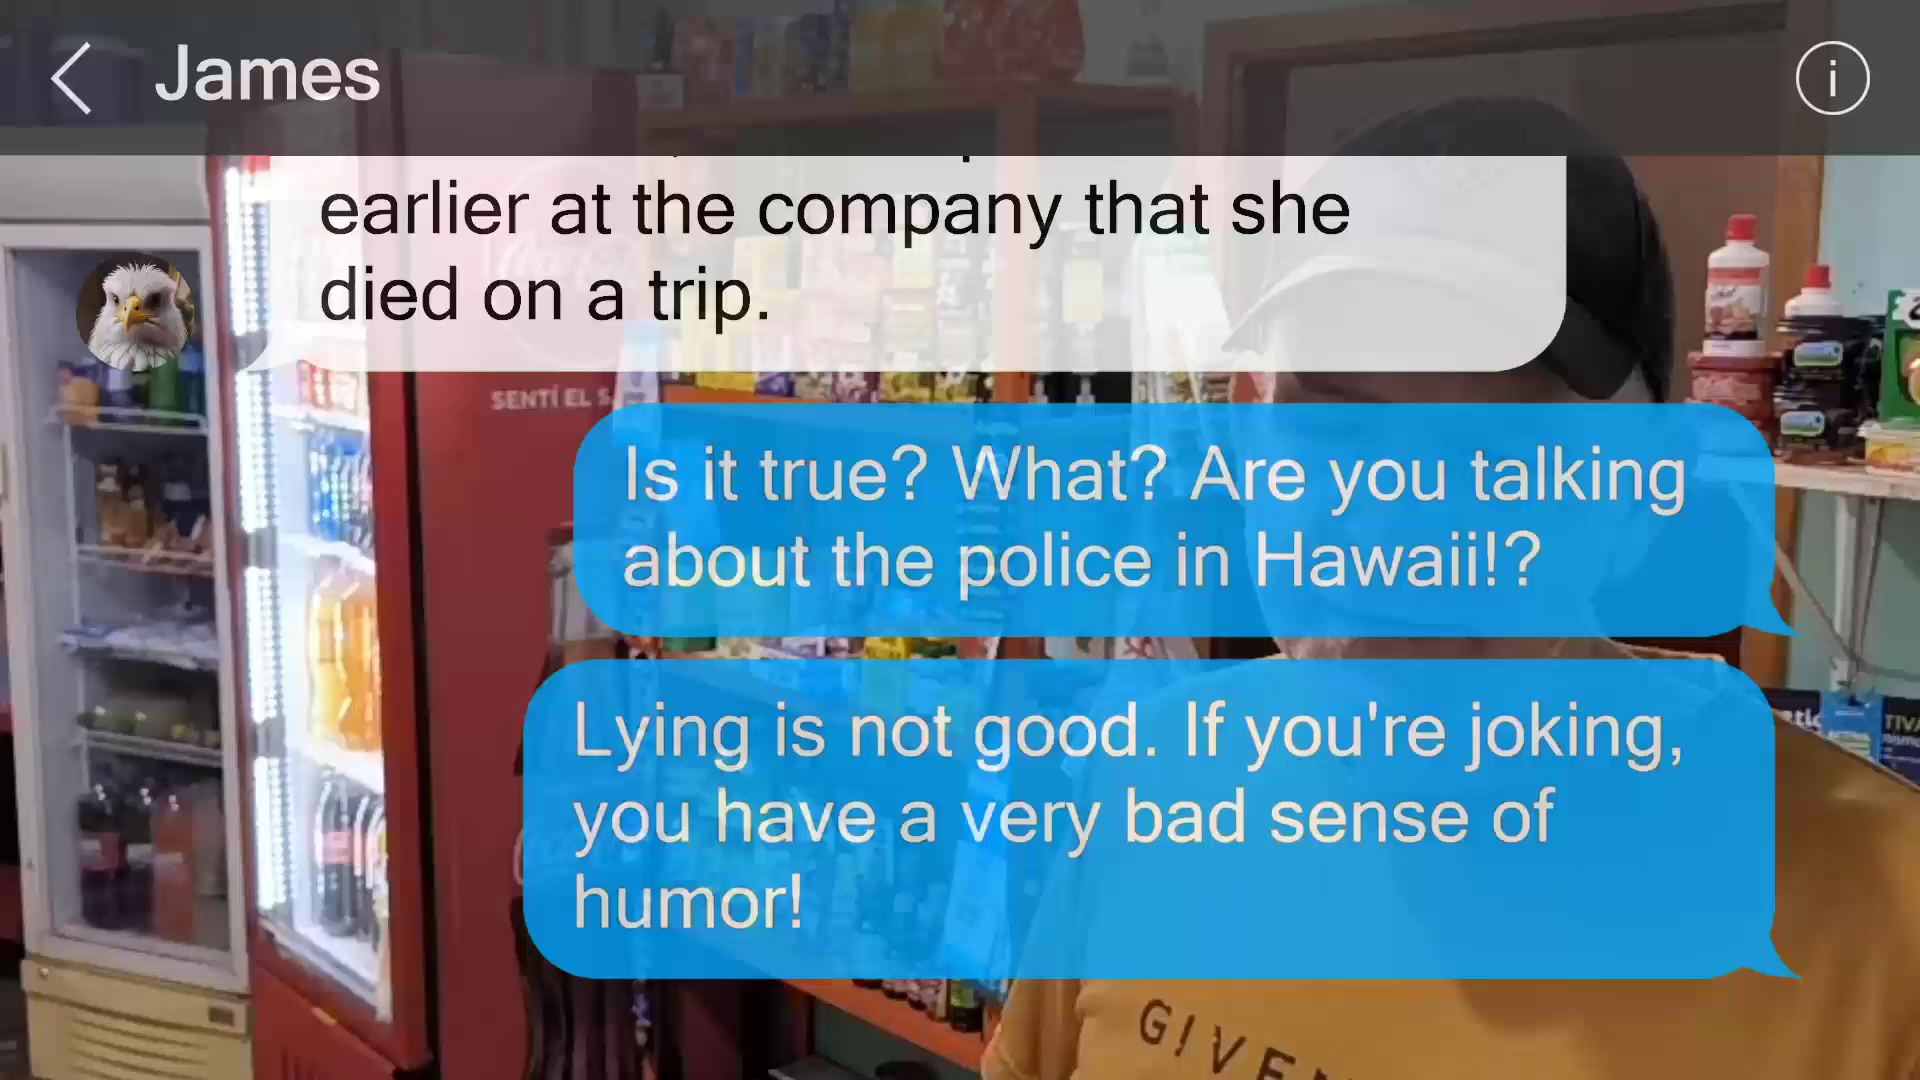 James
i
earlier at the company that she
died on a trip.
SENTÍ EL
Is it true? What? Are you talking
about the police in Hawaii!?
Lying is not good. If you're joking,
you have a very bad sense of
humor!